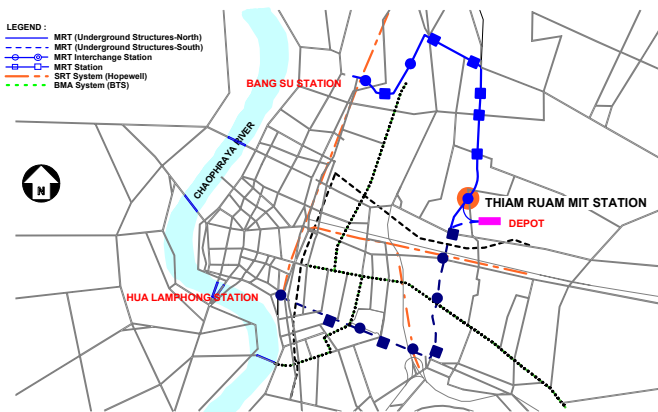 LEGEND :
MRT (Underground Structures-North)
MRT (Underground Structures-South)
MRT Interchange Station
MRT Station
SRT System (Hopewell)
BMA System (BTS)
BANG SU STATION
CHAOPHRAYA RIVER
N
THIAM RUAM MIT STATION
DEPOT
HUA LAMPHONG STATION